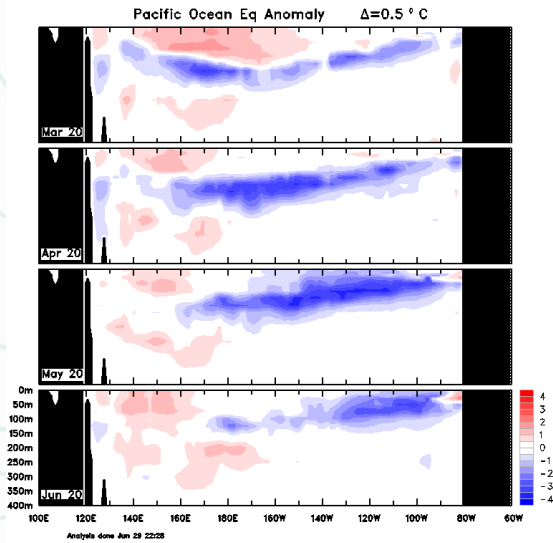 Pacific Ocean Eq Anomaly Δ=0.5 ° C
Mar 20
Apr 20
May 20
0m
50m
100m
150m
200m
250m
300m
350m
400m
Jun 20
4
3
2
1
0
-1
-2
-3
-4
100E 120E 140E 160E 180E 160W 140W 120W 100W 80W 60W
Analysis done Jun 29 22:28